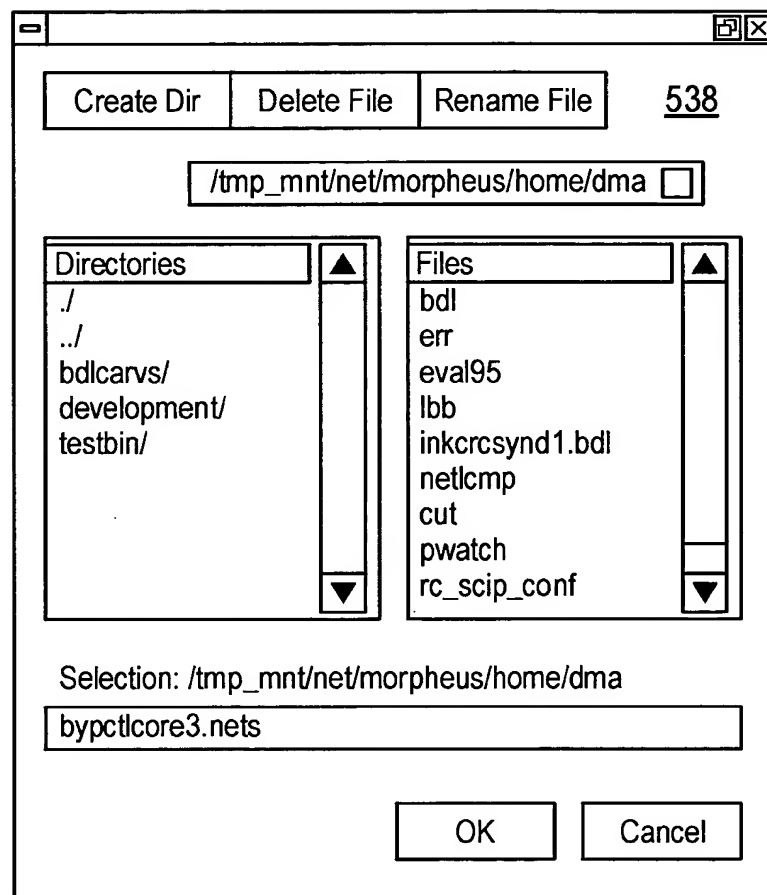 Create Dir Delete File Rename File 538
/tmp_mnt/net/morpheus/home/dma
Directories
./
../
bdlcarvs/
development/
testbin/
Files
bdl
err
eval95
lbb
inkcrcsynd1.bdl
netlcmp
cut
pwatch
rc_scip_conf
Selection: /tmp_mnt/net/morpheus/home/dma
bypctlcore3.nets
OK Cancel